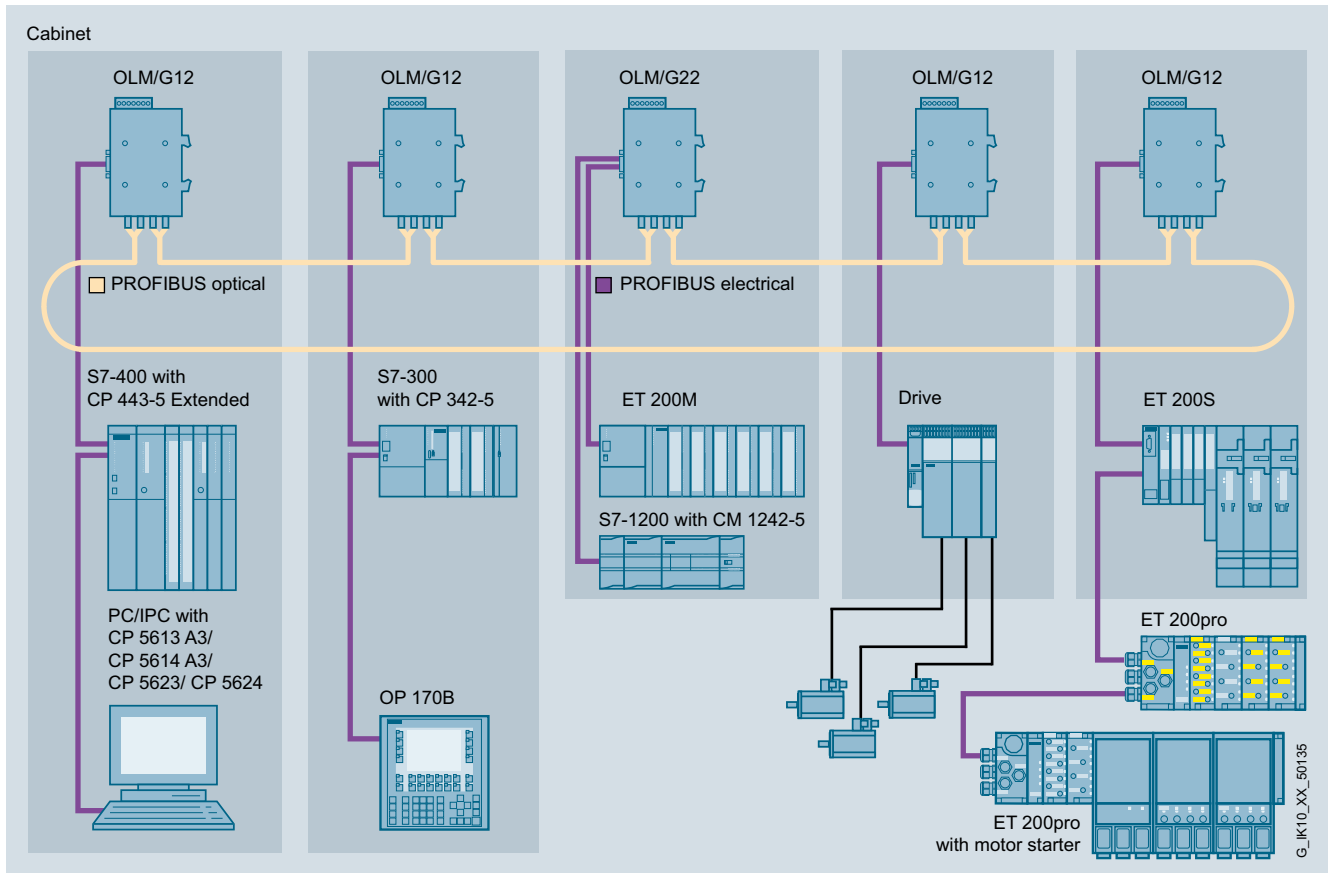 Cabinet
OLM/G12
OLM/G12
OLM/G22
OLM/G12
OLM/G12
PROFIBUS optical
PROFIBUS electrical
S7-400 with
CP 443-5 Extended
S7-300
with CP 342-5
ET 200M
Drive
ET 200S
S7-1200 with CM 1242-5
PC/IPC with
CP 5613 A3/
CP 5614 A3/
CP 5623/ CP 5624
OP 170B
ET 200pro
ET 200pro
with motor starter
G_IK10_XX_50135